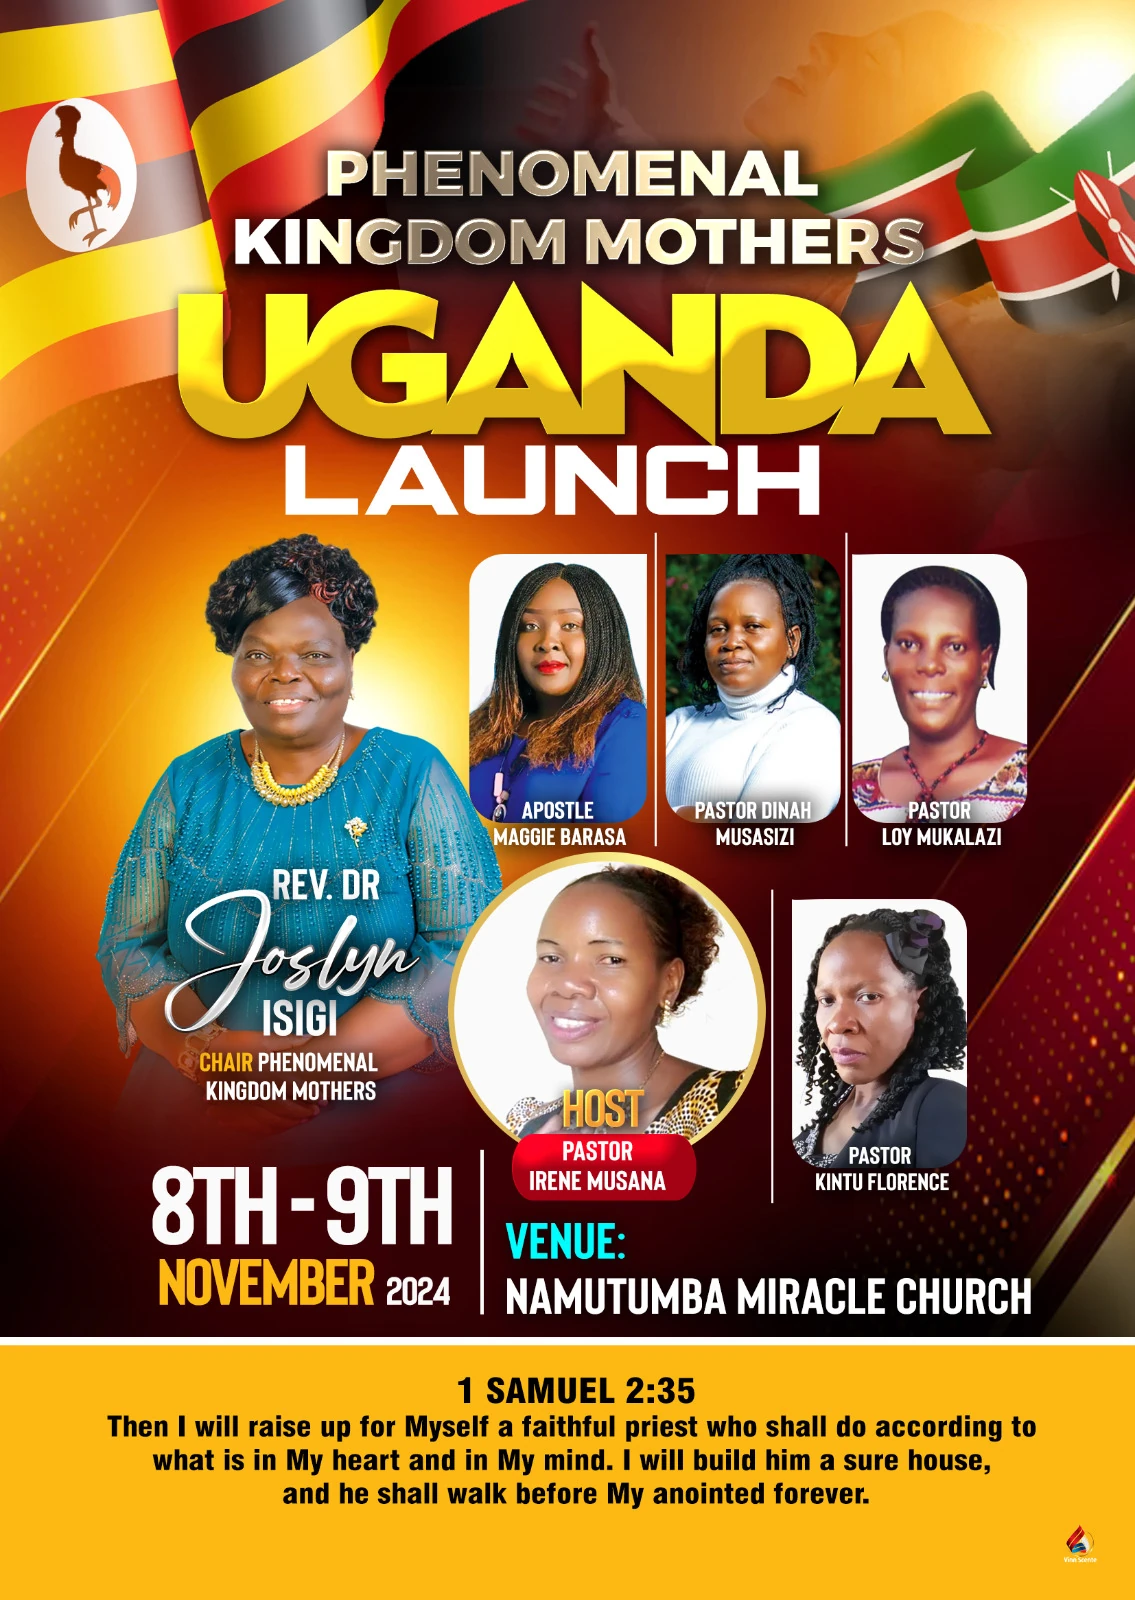 PHENOMENAL
KINGDOM MOTHERS
UGANDA
LAUNCH
APOSTLE
MAGGIE BARASA
PASTOR DINAH
MUSASIZI
PASTOR
LOY MUKALAZI
REV. DR
Joslyn
ISIGI
CHAIR PHENOMENAL
KINGDOM MOTHERS
HOST
PASTOR
IRENE MUSANA
PASTOR
KINTU FLORENCE
8TH - 9TH
NOVEMBER 2024
VENUE:
NAMUTUMBA MIRACLE CHURCH
1 SAMUEL 2:35
Then I will raise up for Myself a faithful priest who shall do according to
what is in My heart and in My mind. I will build him a sure house,
and he shall walk before My anointed forever.